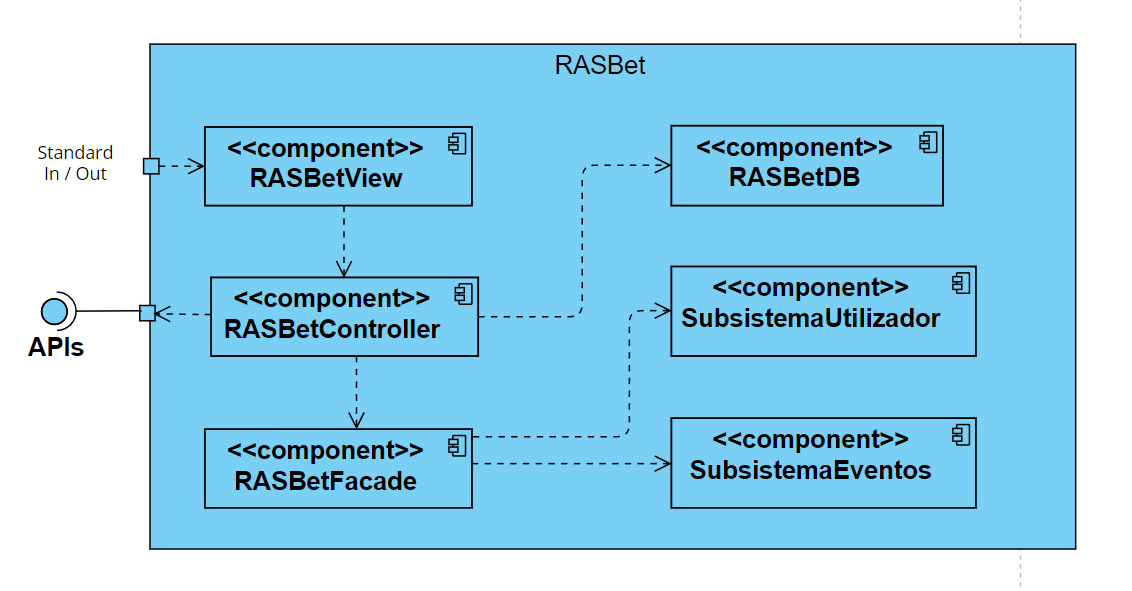 RASBet
Standard
In / Out
<<component>>
RASBetView
<<component>>
RASBetDB
<<component>>
RASBetController
<<component>>
SubsistemaUtilizador
APIs
<<component>>
RASBetFacade
<<component>>
SubsistemaEventos